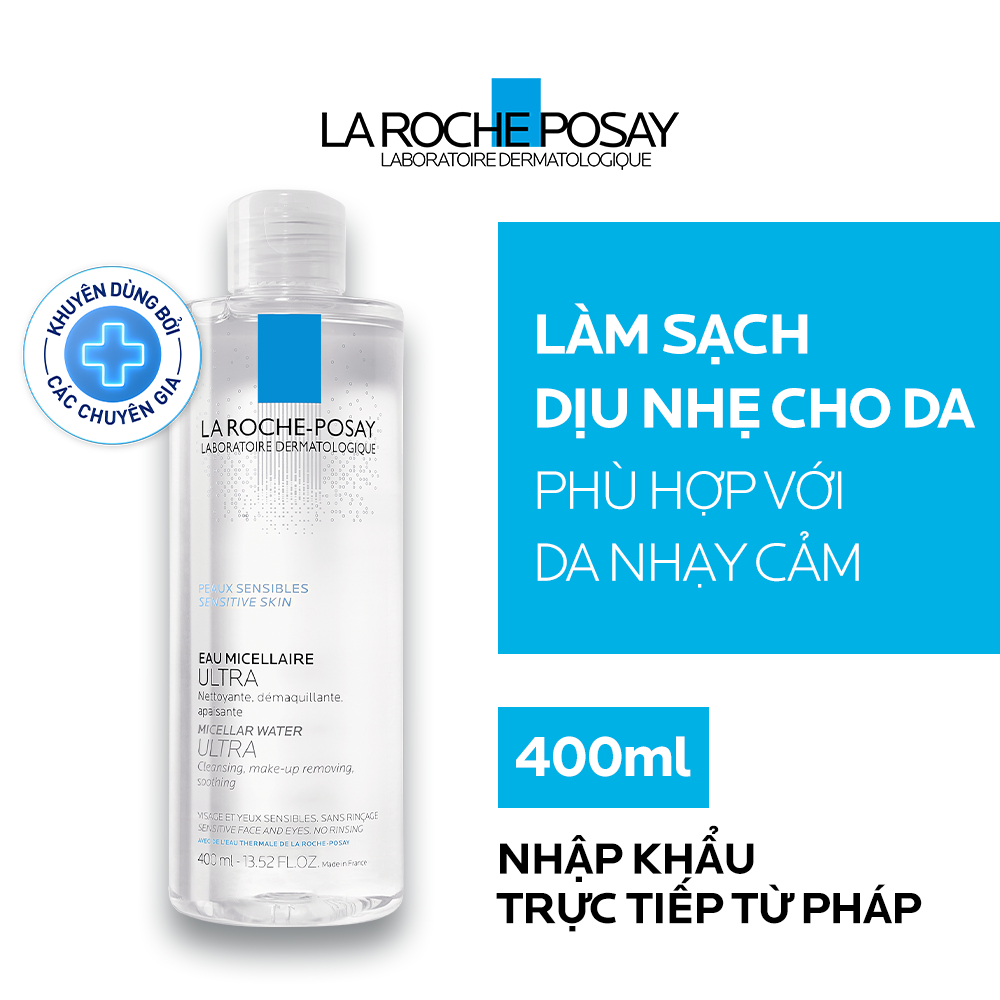 LA ROCHE POSAY
LABORATOIRE DERMATOLOGIQUE
KHUYÊN DÙNG BỞI
CÁC CHUYÊN GIA
LA ROCHE-POSAY
LABORATOIRE DERMATOLOGIQUE
PEAUX SENSIBLES
SENSITIVE SKIN
EAU MICELLAIRE
ULTRA
Nettoyante, démaquillante,
apaisante
MICELLAR WATER
ULTRA
Cleansing, make-up removing,
soothing
VISAGE ET YEUX SENSIBLES. SANS RINÇAGE
SENSITIVE FACE AND EYES. NO RINSING
AVEC DE L'EAU THERMALE DE LA ROCHE-POSAY
400 ml - 13.52 FL.OZ. Made in France
LÀM SẠCH
DỊU NHẸ CHO DA
PHÙ HỢP VỚI
DA NHẠY CẢM
400ml
NHẬP KHẨU
TRỰC TIẾP TỪ PHÁP